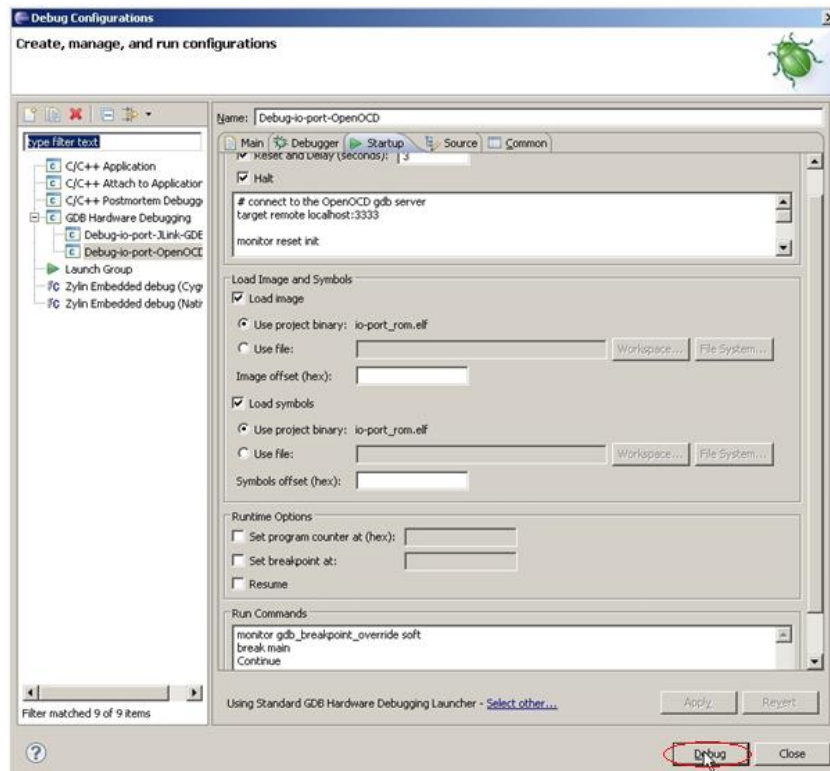 Debug Configurations
Create, manage, and run configurations
Name: Debug-io-port-OpenOCD
type filter text
C/C++ Application
C/C++ Attach to Application
C/C++ Postmortem Debugg
GDB Hardware Debugging
Debug-io-port-JLink-GDE
Debug-io-port-OpenOCD
Launch Group
Zylin Embedded debug (Cyg
Zylin Embedded debug (Nati
Filter matched 9 of 9 items
Main Debugger Startup Source Common
Reset and Delay (seconds): 3
Halt
# connect to the OpenOCD gdb server
target remote localhost:3333
monitor reset init
Load Image and Symbols
Load image
Use project binary: io-port_rom.elf
Use file: Workspace... File System...
Image offset (hex):
Load symbols
Use project binary: io-port_rom.elf
Use file: Workspace... File System...
Symbols offset (hex):
Runtime Options
Set program counter at (hex):
Set breakpoint at:
Resume
Run Commands
monitor gdb_breakpoint_override soft
break main
Continue
Using Standard GDB Hardware Debugging Launcher - Select other...
Apply Revert
? Debug Close